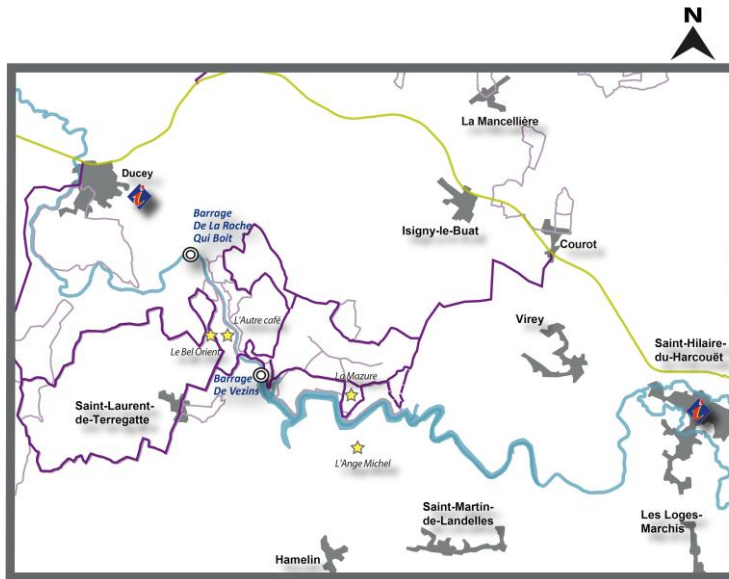 N
La Mancellière
Ducey
Barrage
De La Roche
Qui Boit
Isigny-le-Buat
Courot
L'Autre café
Le Bel Orient
Virey
Saint-Hilaire-
du-Harcouët
La Mazure
Barrage
De Vezins
Saint-Laurent-
de-Terregatte
L'Ange Michel
Saint-Martin-
de-Landelles
Les Loges-
Marchis
Hamelin